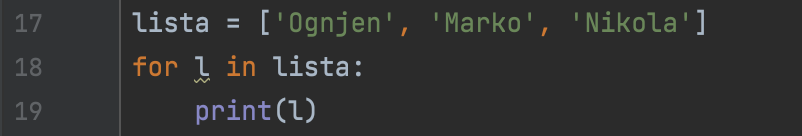 17 lista = ['Ognjen', 'Marko', 'Nikola']
18 for l in lista:
19     print(l)